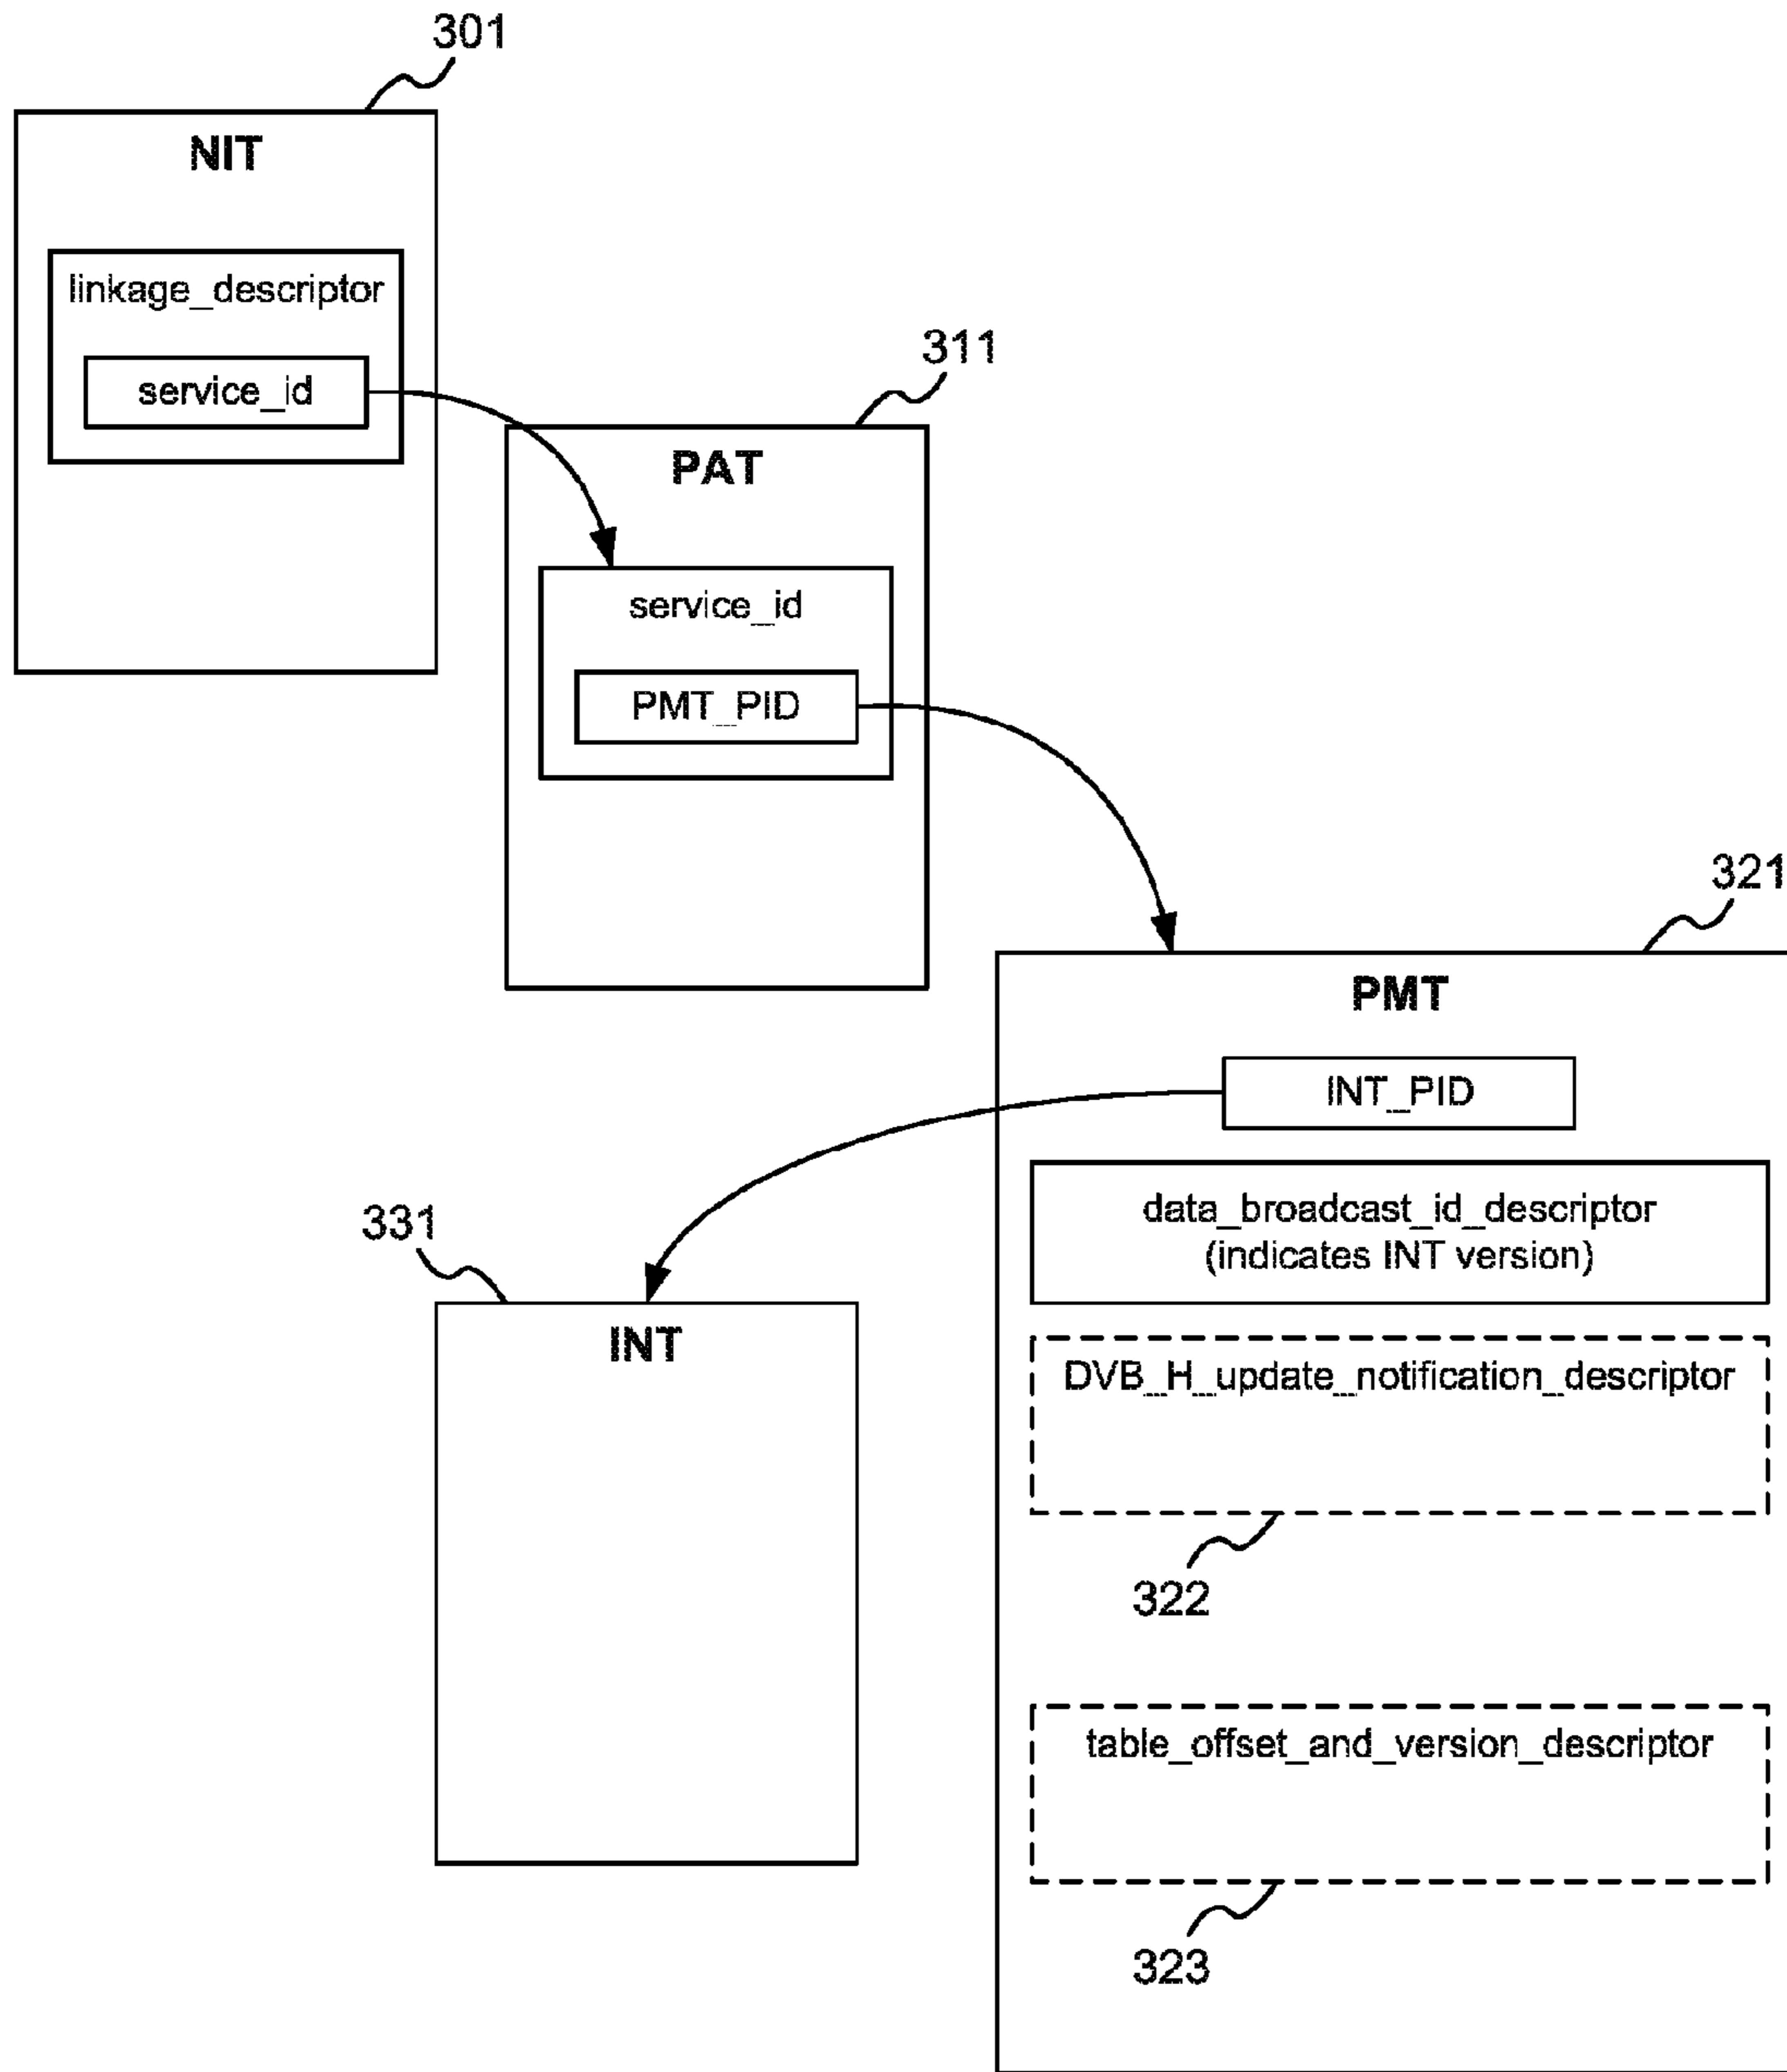 301
NIT
linkage_descriptor
service_id
311
PAT
service_id
PMT_PID
321
PMT
INT_PID
data_broadcast_id_descriptor
(indicates INT version)
331
INT
DVB_H_update_notification_descriptor
322
table_offset_and_version_descriptor
323